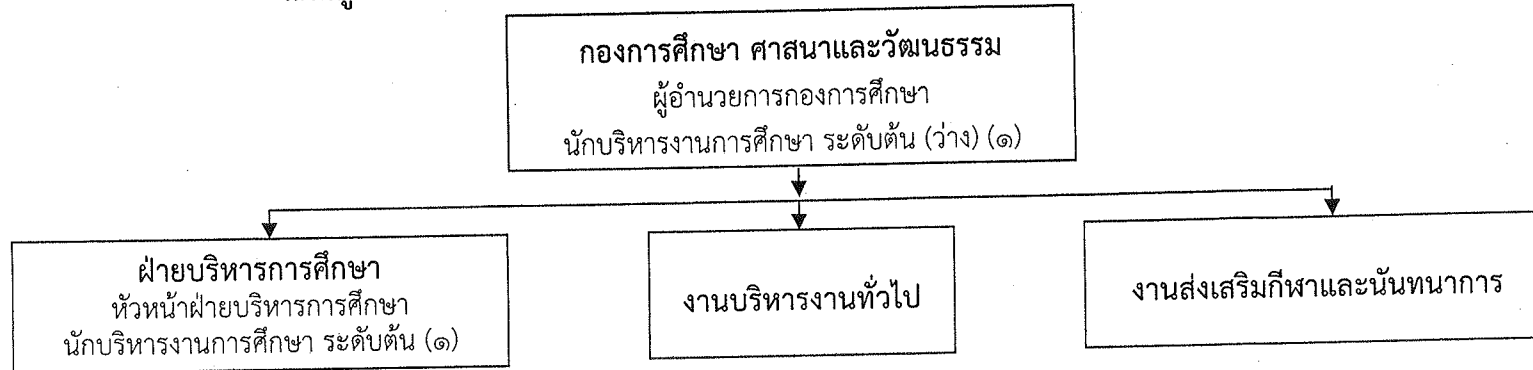 กองการศึกษา ศาสนาและวัฒนธรรม
ผู้อำนวยการกองการศึกษา
นักบริหารงานการศึกษา ระดับต้น (ว่าง) (๑)
ฝ่ายบริหารการศึกษา
หัวหน้าฝ่ายบริหารการศึกษา
นักบริหารงานการศึกษา ระดับต้น (๑)
งานบริหารงานทั่วไป
งานส่งเสริมกีฬาและนันทนาการ